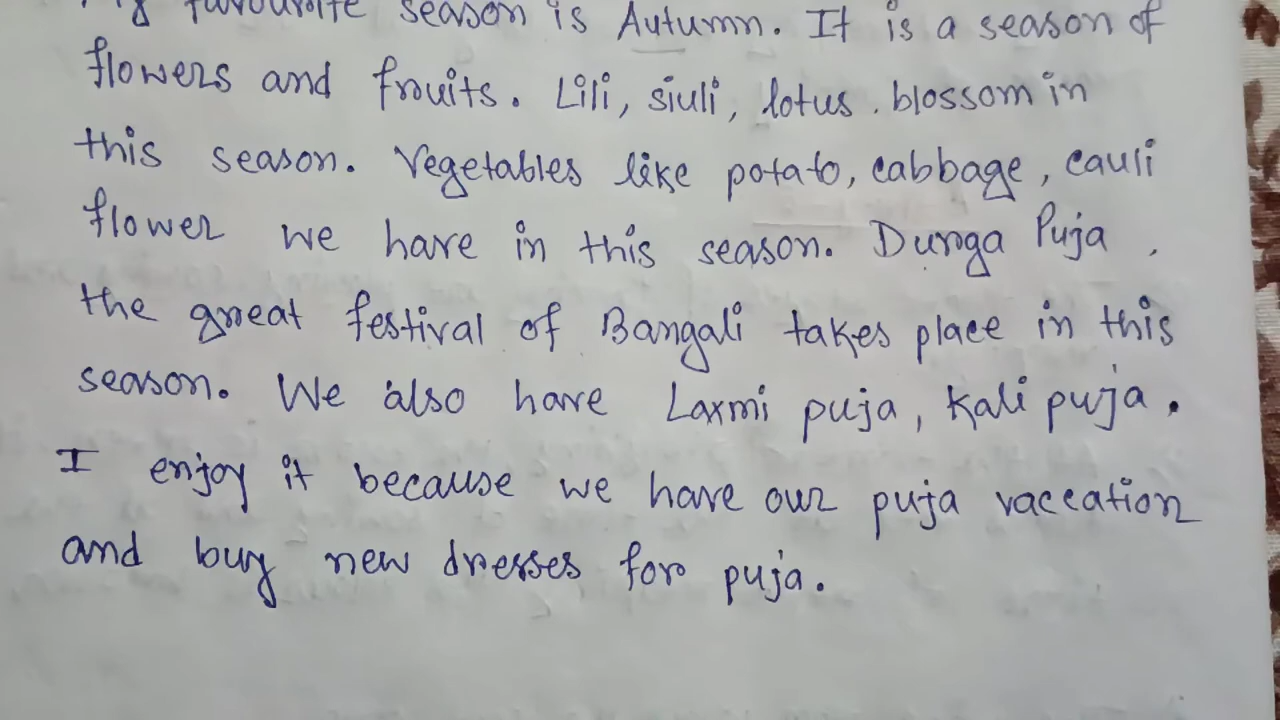 My favourite season is Autumn. It is a season of
flowers and fruits. Lili, siuli, lotus. blossom in
this season. Vegetables like potato, cabbage, cauli
flower we have in this season. Durga Puja,
the great festival of Bangali takes place in this
season. We also have Laxmi puja, Kali puja.
I enjoy it because we have our puja vaccation
and buy new dresses for puja.